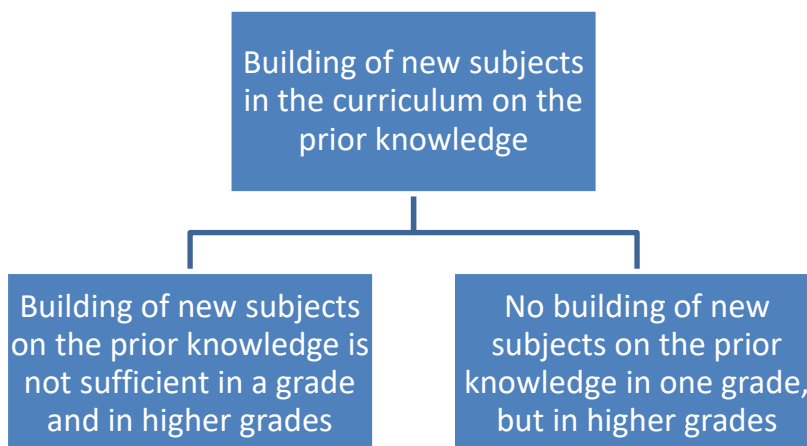 Building of new subjects
in the curriculum on the
prior knowledge
Building of new subjects
on the prior knowledge is
not sufficient in a grade
and in higher grades
No building of new
subjects on the prior
knowledge in one grade,
but in higher grades